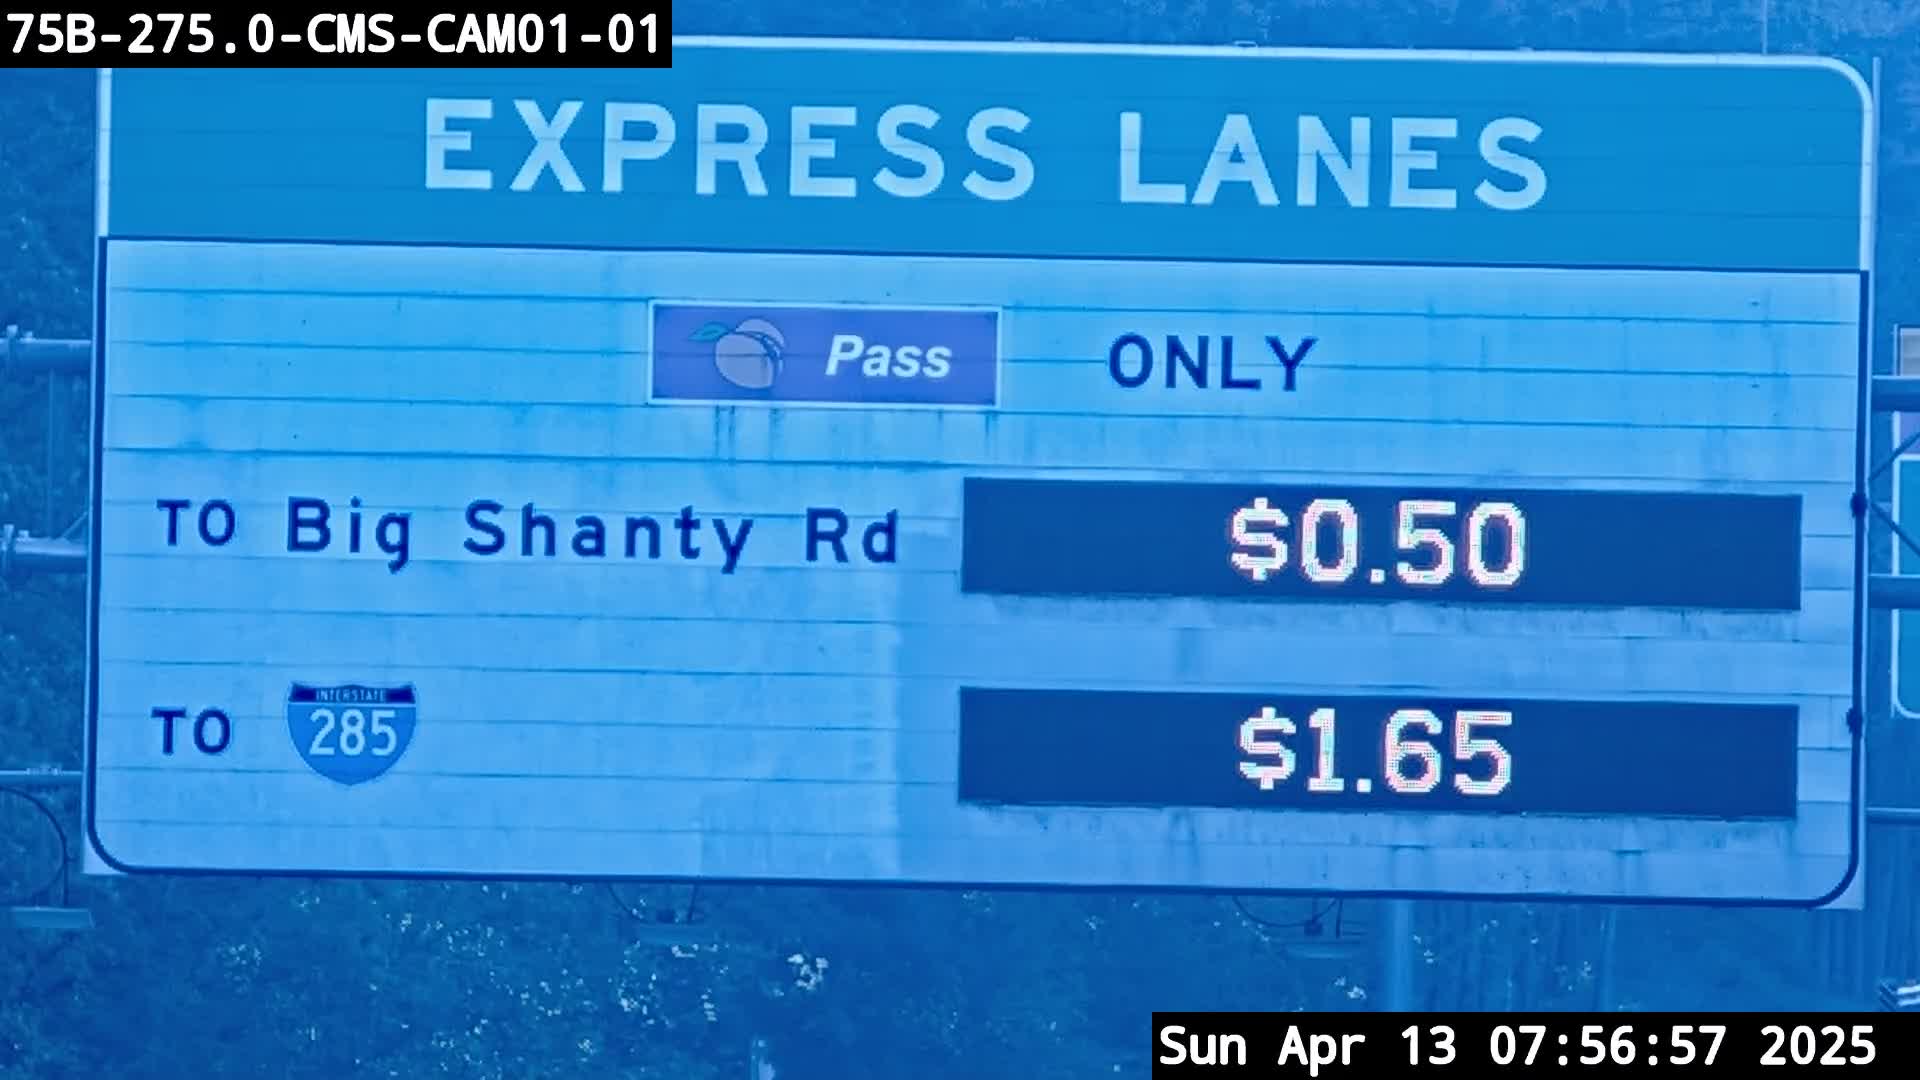 75B-275.0-CMS-CAM01-01
EXPRESS LANES
Pass ONLY
TO Big Shanty Rd $0.50
TO INTERSTATE 285 $1.65
Sun Apr 13 07:56:57 2025